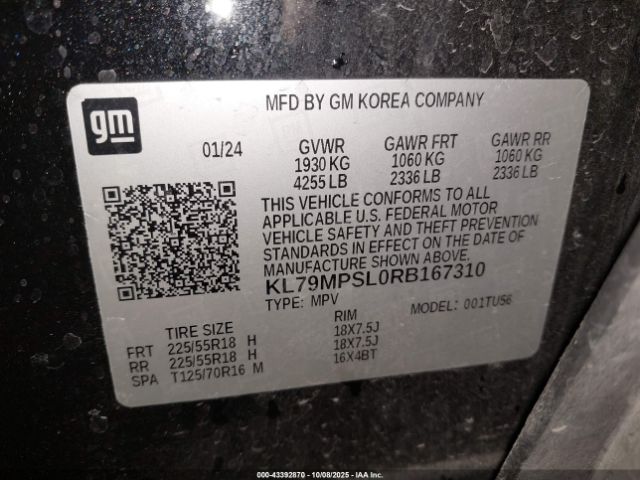 gm
MFD BY GM KOREA COMPANY
01/24 GVWR GAWR FRT GAWR RR
1930 KG 1060 KG 1060 KG
4255 LB 2336 LB 2336 LB
THIS VEHICLE CONFORMS TO ALL
APPLICABLE U.S. FEDERAL MOTOR
VEHICLE SAFETY AND THEFT PREVENTION
STANDARDS IN EFFECT ON THE DATE OF
MANUFACTURE SHOWN ABOVE.
KL79MPSL0RB167310
TYPE: MPV MODEL: 001TU56
TIRE SIZE RIM
FRT 225/55R18 H 18X7.5J
RR 225/55R18 H 18X7.5J
SPA T125/70R16 M 16X4BT
000-43392870 | 10/08/2025 | IAA Inc.